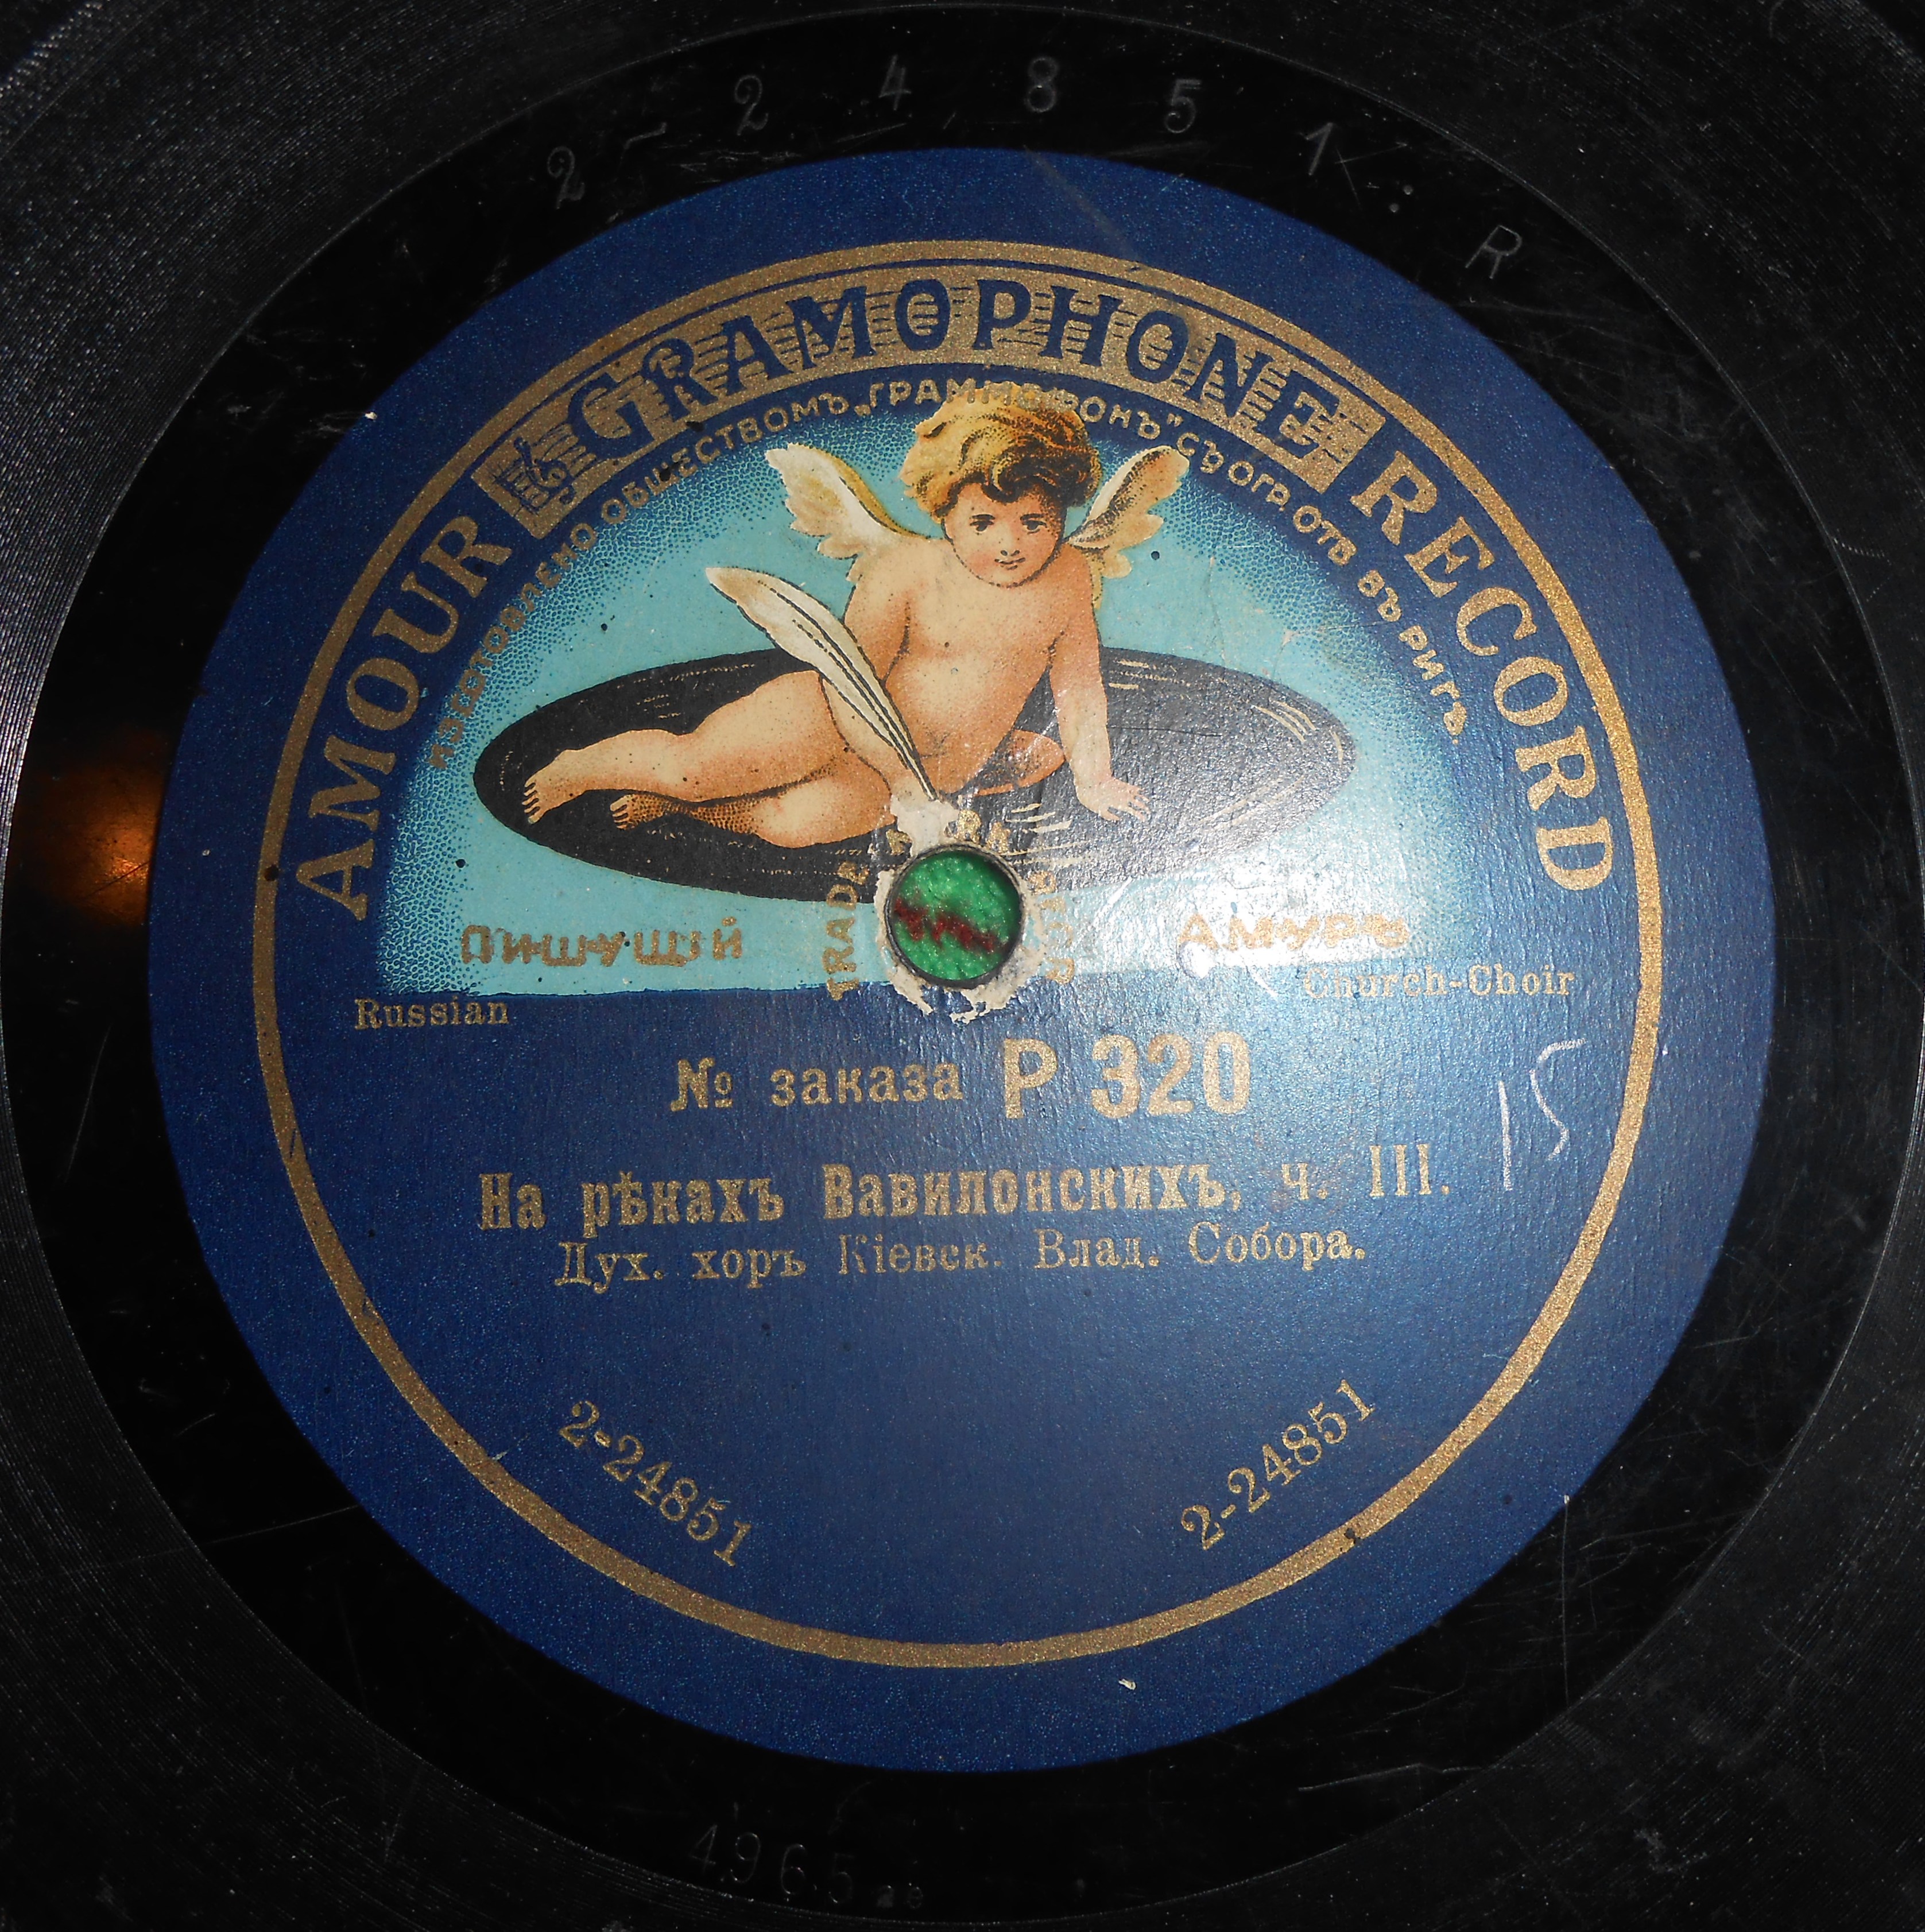 2-24851. R
AMOUR GRAMOPHONE RECORD
ИЗГОТОВЛЕНО ОБЩЕСТВОМЪ „ГРАММОФОНЪ" СЪ ОГР. ОТВ. ВЪ РИГѢ.
TRADE MARK
ПИШУЩІЙ АМУРЪ
Russian Church-Choir
№ заказа Р 320
15
На рѣкахъ Вавилонскихъ, ч. III.
Дух. хоръ Кіевск. Влад. Собора.
2-24851 2-24851
4965